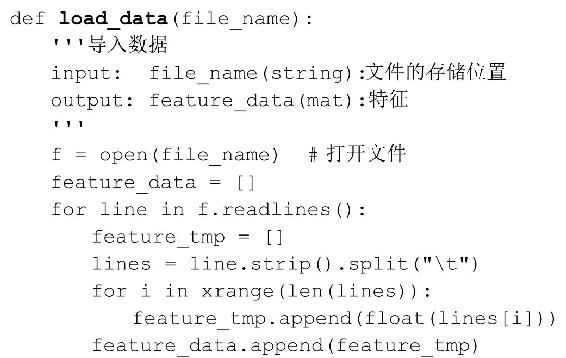 def load_data(file_name):
    '''导入数据
    input:  file_name(string):文件的存储位置
    output: feature_data(mat):特征
    '''
    f = open(file_name)  # 打开文件
    feature_data = []
    for line in f.readlines():
        feature_tmp = []
        lines = line.strip().split("\t")
        for i in xrange(len(lines)):
            feature_tmp.append(float(lines[i]))
        feature_data.append(feature_tmp)